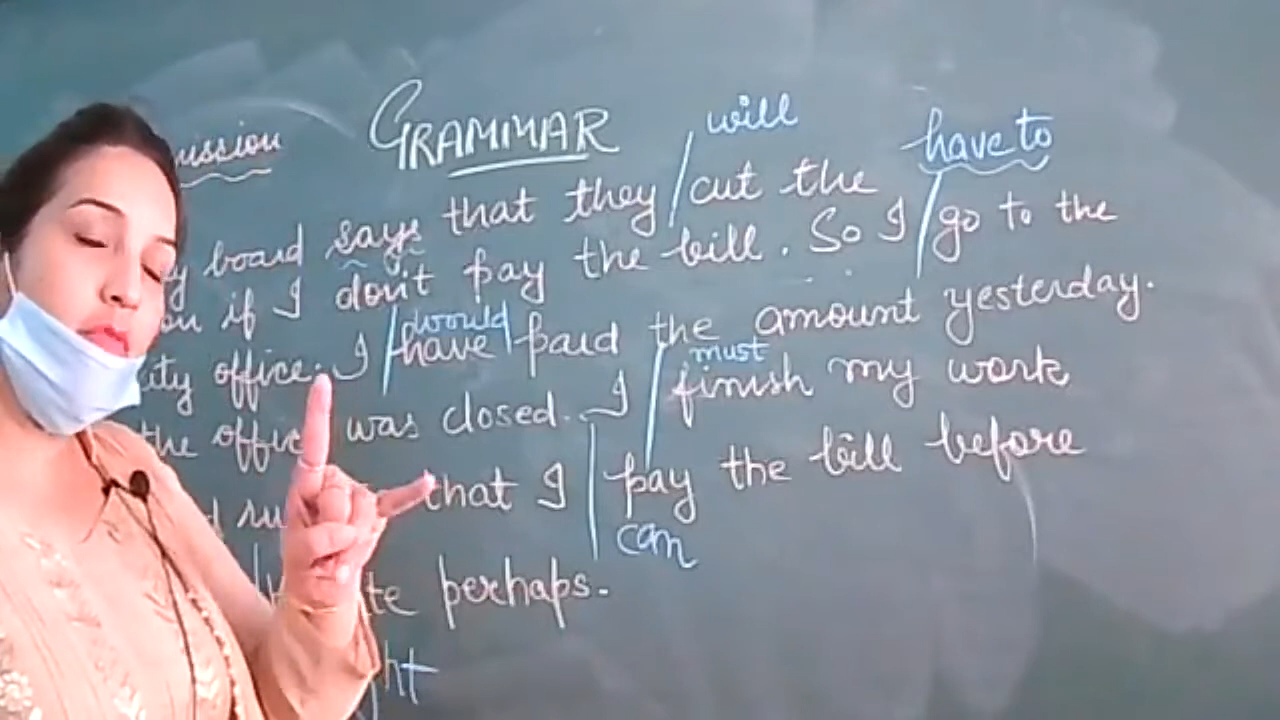 GRAMMAR
ussion
will
have to
y board says that they / cut the
on if I don't pay the bill. So I / go to the
would
ity office. I / have paid the amount yesterday.
must
the office was closed. I / finish my work
that I / pay the bill before
can
te perhaps.
ht